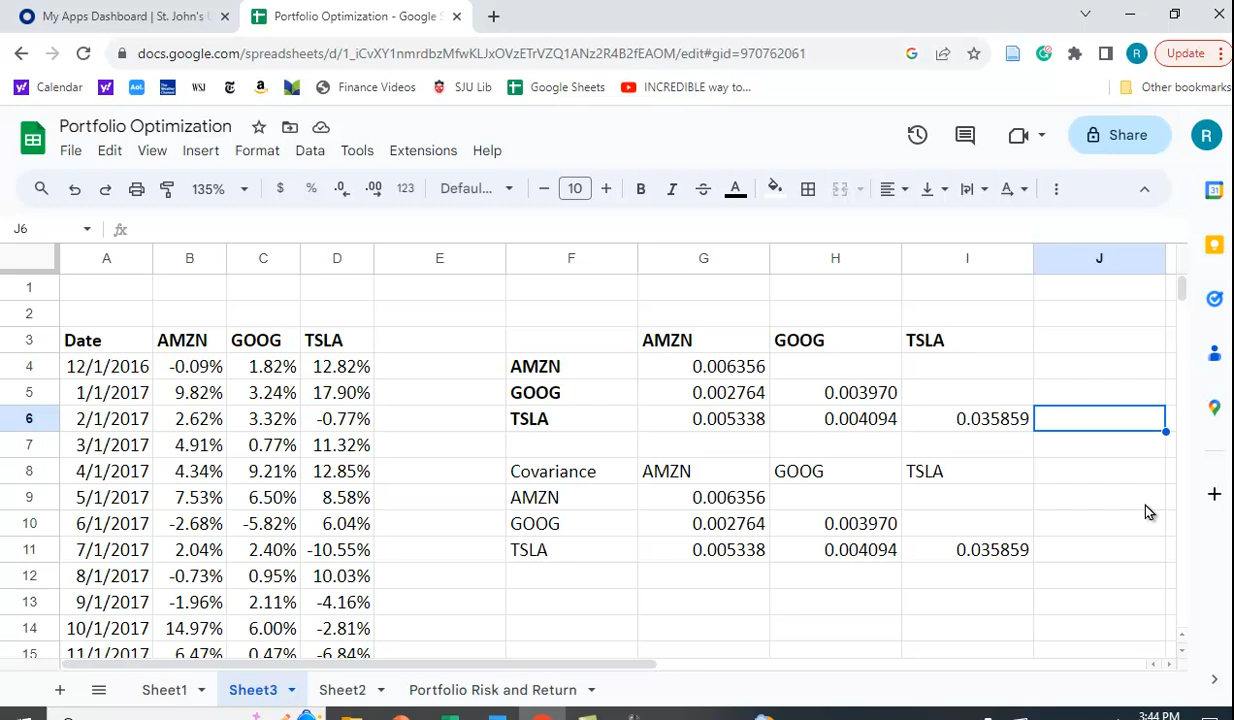 My Apps Dashboard | St. John's
Portfolio Optimization - Google S
docs.google.com/spreadsheets/d/1_iCvXY1nmrdbzMfwKLJxOVzFTrVZQ1ANz2R4B2fEAOM/edit#gid=970762061
R
Update
Calendar
Aol.
WSJ
Finance Videos
SJU Lib
Google Sheets
INCREDIBLE way to...
Other bookmarks
Portfolio Optimization
Share
R
File Edit View Insert Format Data Tools Extensions Help
135% $ % .0 .00 123 Defaul... − 10 + B I S A
J6 fx
A B C D E F G H I J
1
2
3 Date AMZN GOOG TSLA AMZN GOOG TSLA
4 12/1/2016 -0.09% 1.82% 12.82% AMZN 0.006356
5 1/1/2017 9.82% 3.24% 17.90% GOOG 0.002764 0.003970
6 2/1/2017 2.62% 3.32% -0.77% TSLA 0.005338 0.004094 0.035859
7 3/1/2017 4.91% 0.77% 11.32%
8 4/1/2017 4.34% 9.21% 12.85% Covariance AMZN GOOG TSLA
9 5/1/2017 7.53% 6.50% 8.58% AMZN 0.006356
10 6/1/2017 -2.68% -5.82% 6.04% GOOG 0.002764 0.003970
11 7/1/2017 2.04% 2.40% -10.55% TSLA 0.005338 0.004094 0.035859
12 8/1/2017 -0.73% 0.95% 10.03%
13 9/1/2017 -1.96% 2.11% -4.16%
14 10/1/2017 14.97% 6.00% -2.81%
15 11/1/2017 6.47% 0.47% -6.84%
+ Sheet1 Sheet3 Sheet2 Portfolio Risk and Return
3:44 PM